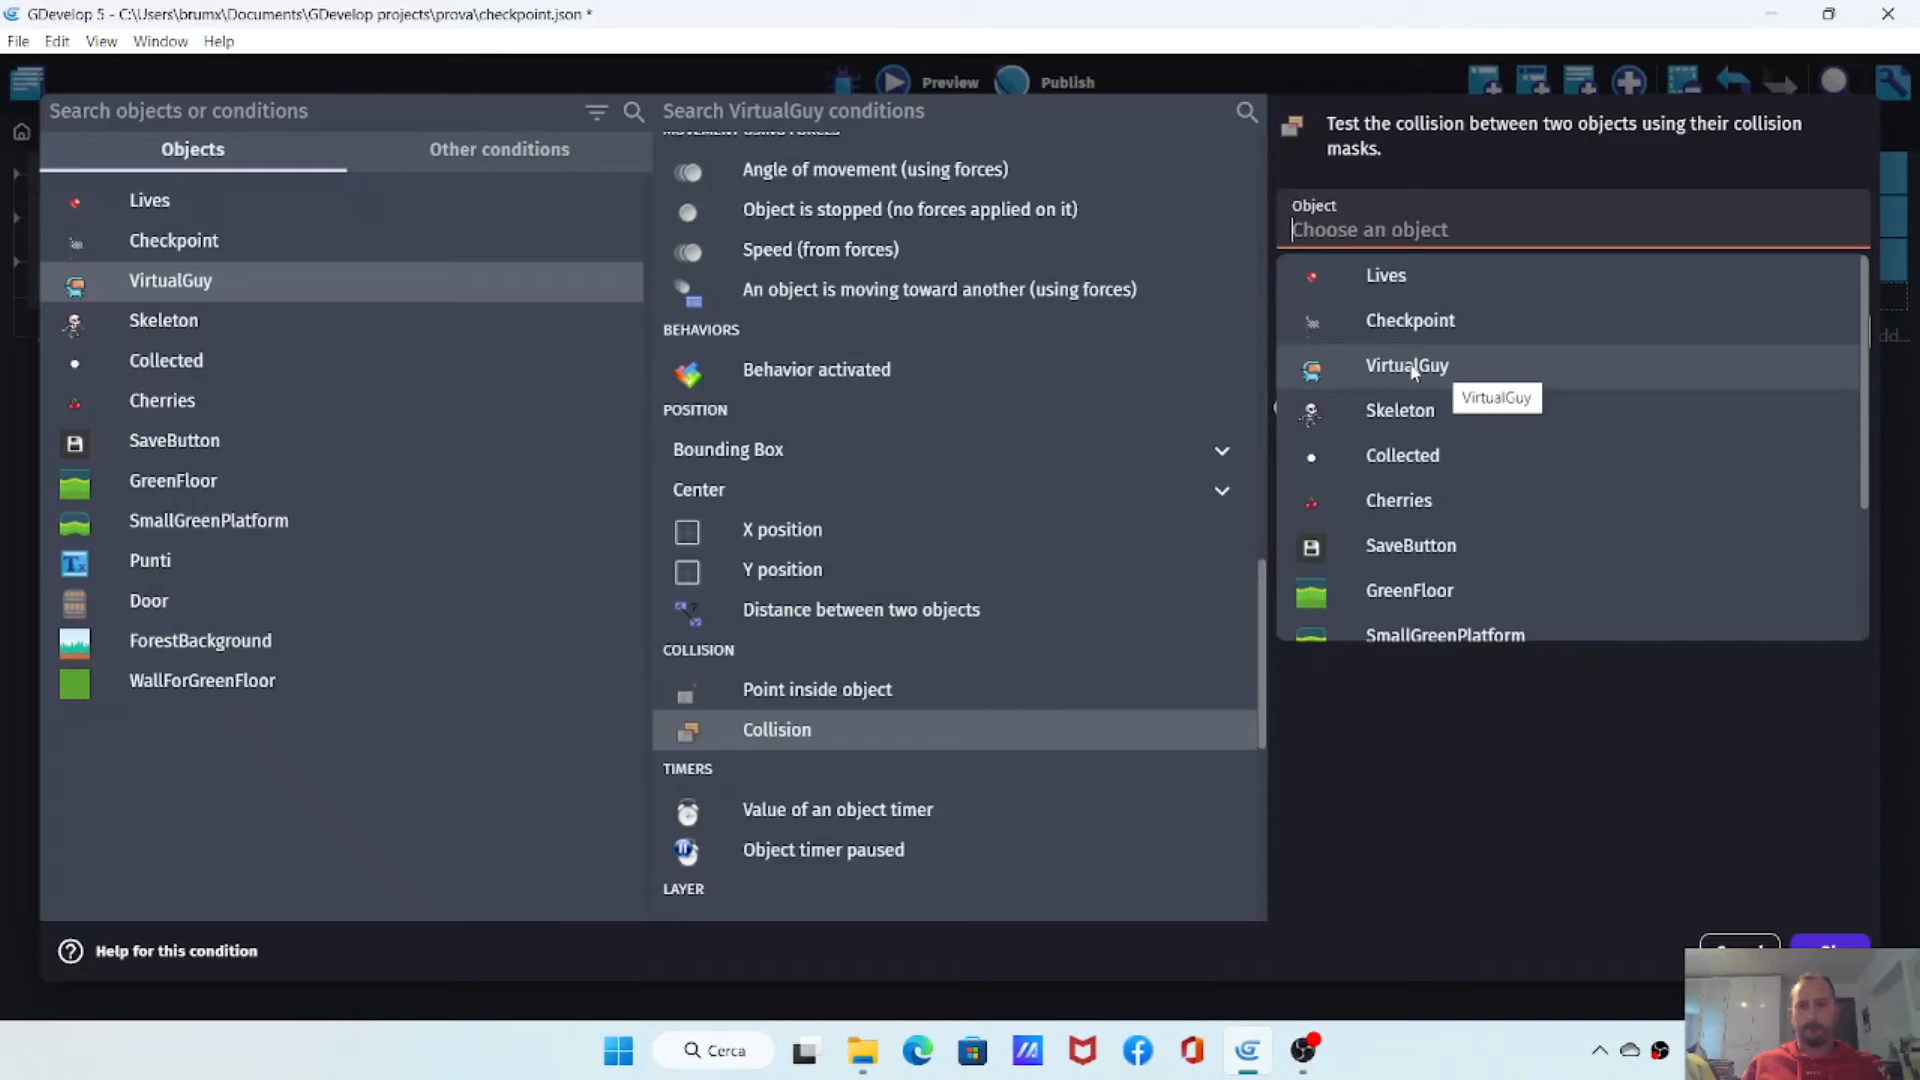 GDevelop 5 - C:\Users\brumx\Documents\GDevelop projects\prova\checkpoint.json *
File Edit View Window Help
Preview Publish
Search objects or conditions
Objects Other conditions
Lives
Checkpoint
VirtualGuy
Skeleton
Collected
Cherries
SaveButton
GreenFloor
SmallGreenPlatform
Punti
Door
ForestBackground
WallForGreenFloor
Search VirtualGuy conditions
MOVEMENT USING FORCES
Angle of movement (using forces)
Object is stopped (no forces applied on it)
Speed (from forces)
An object is moving toward another (using forces)
BEHAVIORS
Behavior activated
POSITION
Bounding Box
Center
X position
Y position
Distance between two objects
COLLISION
Point inside object
Collision
TIMERS
Value of an object timer
Object timer paused
LAYER
Test the collision between two objects using their collision
masks.
Object
Choose an object
Lives
Checkpoint
VirtualGuy
VirtualGuy
Skeleton
Collected
Cherries
SaveButton
GreenFloor
SmallGreenPlatform
dd...
Help for this condition
Cerca